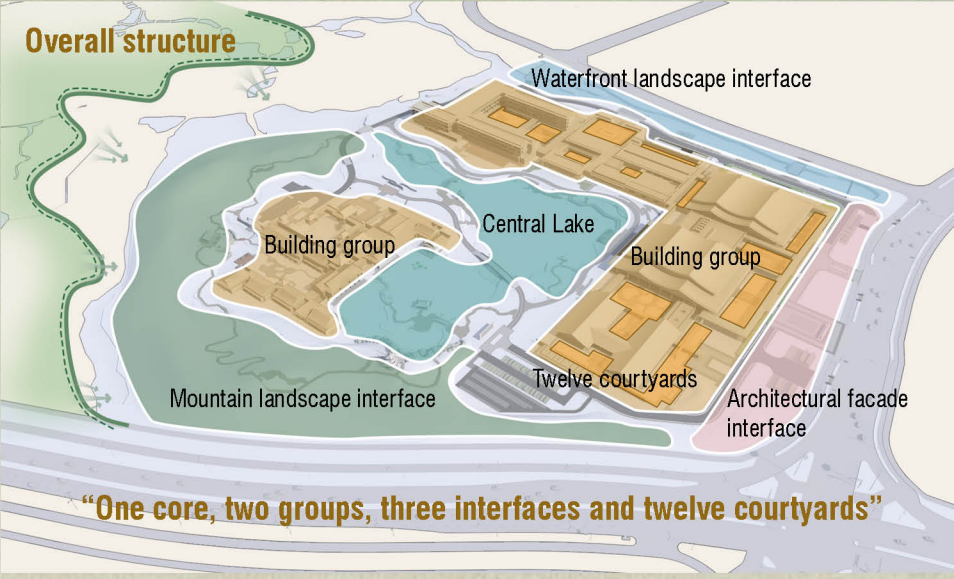 Overall structure
Waterfront landscape interface
Central Lake
Building group
Building group
Twelve courtyards
Mountain landscape interface
Architectural facade
interface
“One core, two groups, three interfaces and twelve courtyards”